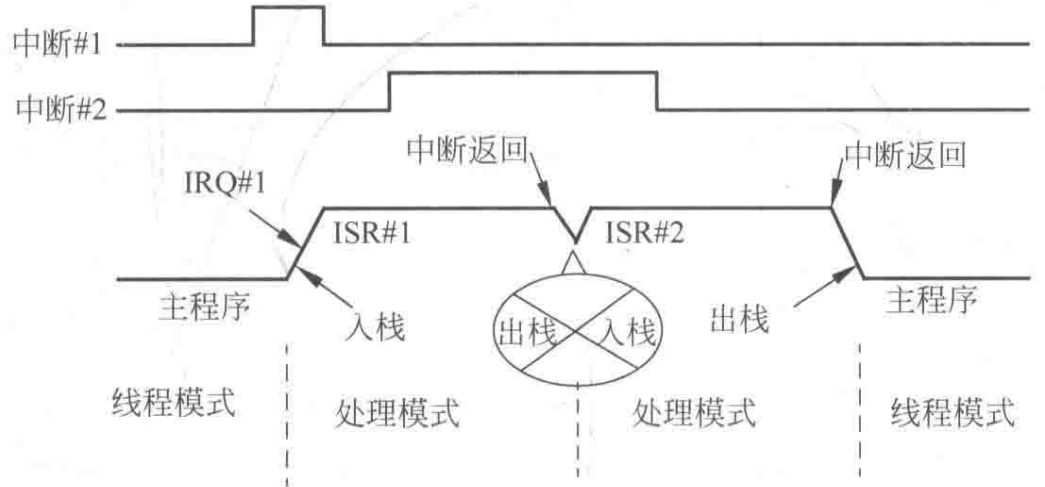 中断#1
中断#2
中断返回
中断返回
IRQ#1
ISR#1
ISR#2
主程序
入栈
出栈
入栈
出栈
主程序
线程模式
处理模式
处理模式
线程模式